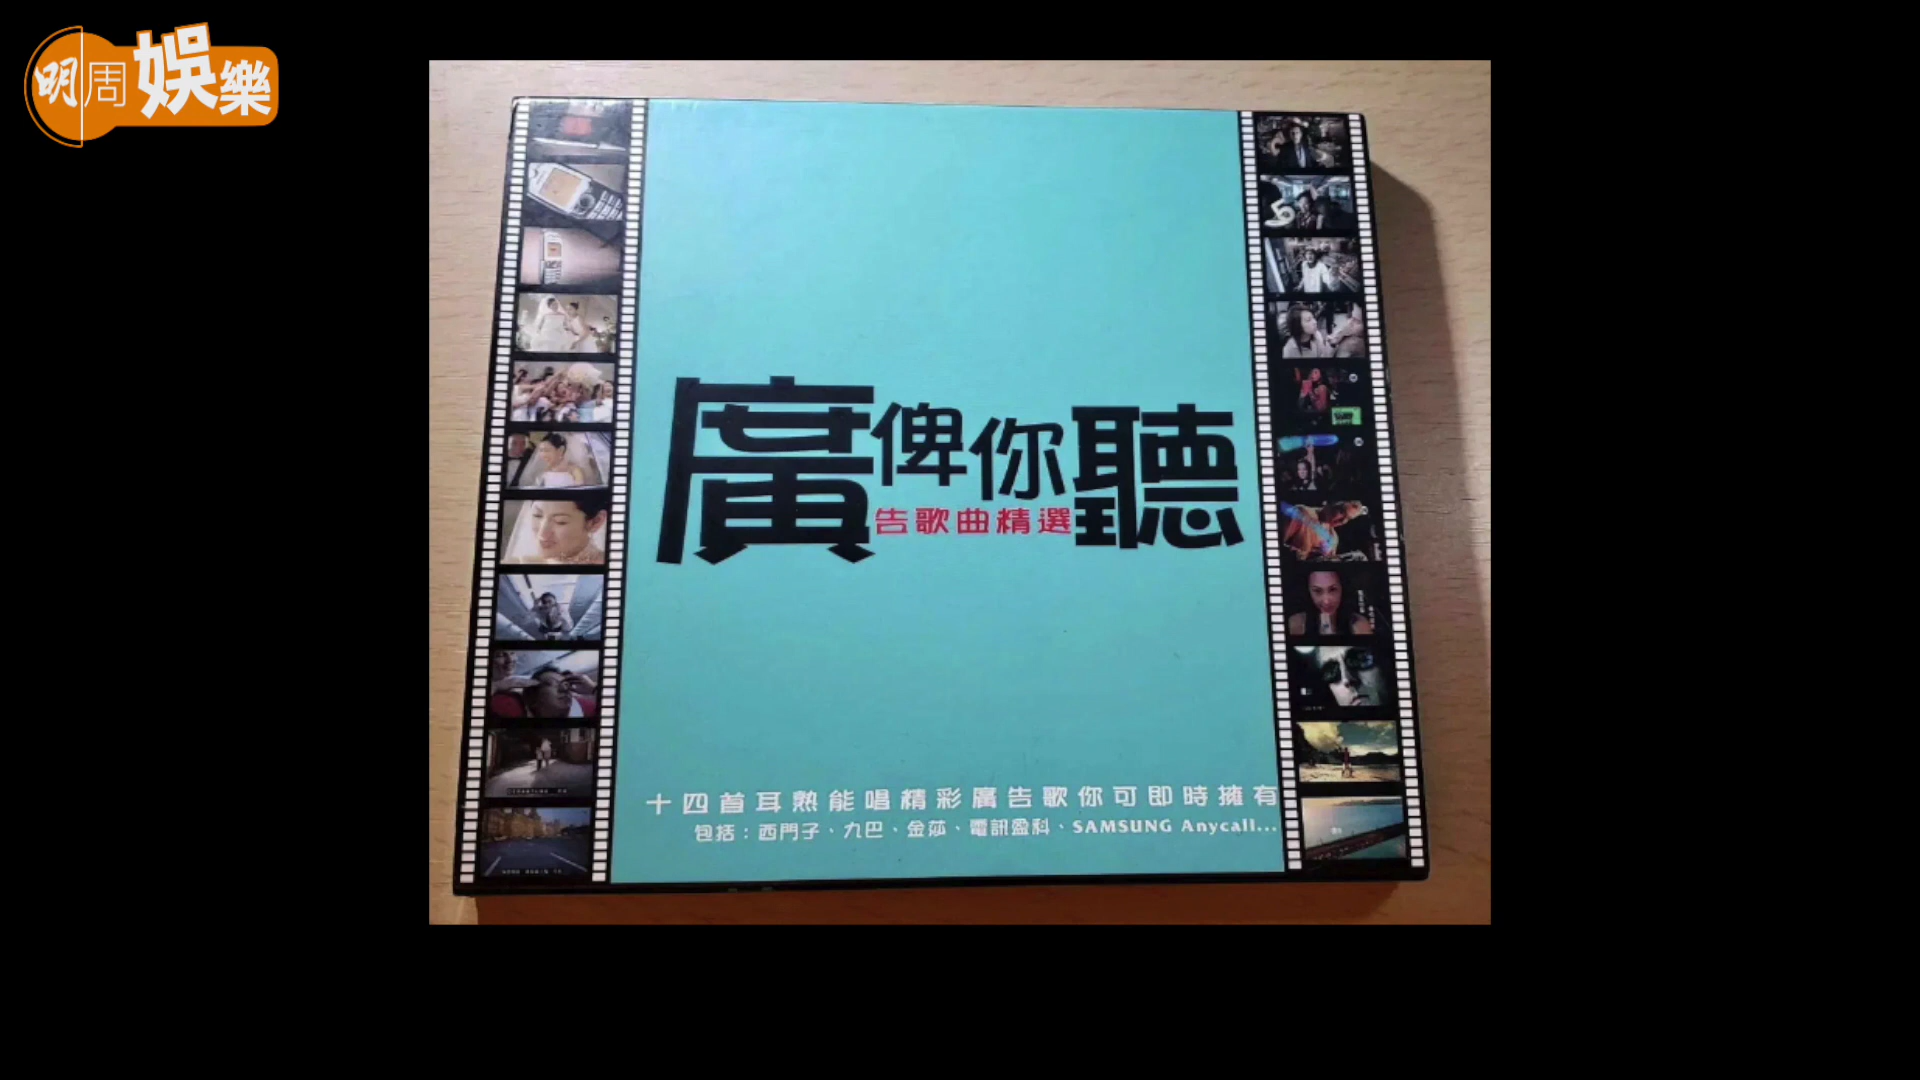 明周娛樂
廣俾你聽
告歌曲精選
十四首耳熟能唱精彩廣告歌你可即時擁有
包括：西門子、九巴、金莎、電訊盈科、SAMSUNG Anycall...